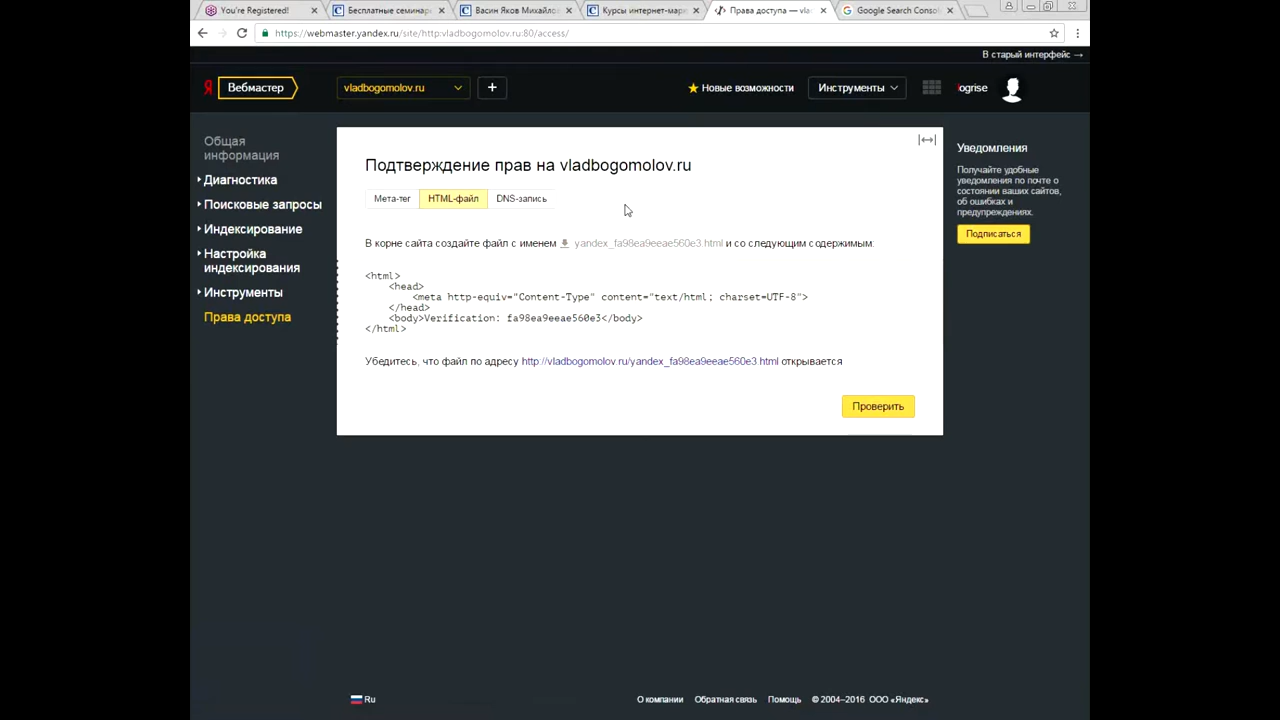 You're Registered!
Бесплатные семинарс
Васин Яков Михайло
Курсы интернет-марк
Права доступа — vla
Google Search Conso
https://webmaster.yandex.ru/site/http:vladbogomolov.ru:80/access/
В старый интерфейс →
Я Вебмастер
vladbogomolov.ru
+
Новые возможности
Инструменты
logrise
Общая
информация
Диагностика
Поисковые запросы
Индексирование
Настройка
индексирования
Инструменты
Права доступа
Подтверждение прав на vladbogomolov.ru
Мета-тег HTML-файл DNS-запись
В корне сайта создайте файл с именем yandex_fa98ea9eeae560e3.html и со следующим содержимым:
<html>
<head>
<meta http-equiv="Content-Type" content="text/html; charset=UTF-8">
</head>
<body>Verification: fa98ea9eeae560e3</body>
</html>
Убедитесь, что файл по адресу http://vladbogomolov.ru/yandex_fa98ea9eeae560e3.html открывается
Проверить
Уведомления
Получайте удобные
уведомления по почте о
состоянии ваших сайтов,
об ошибках и
предупреждениях.
Подписаться
Ru
О компании Обратная связь Помощь © 2004–2016 ООО «Яндекс»